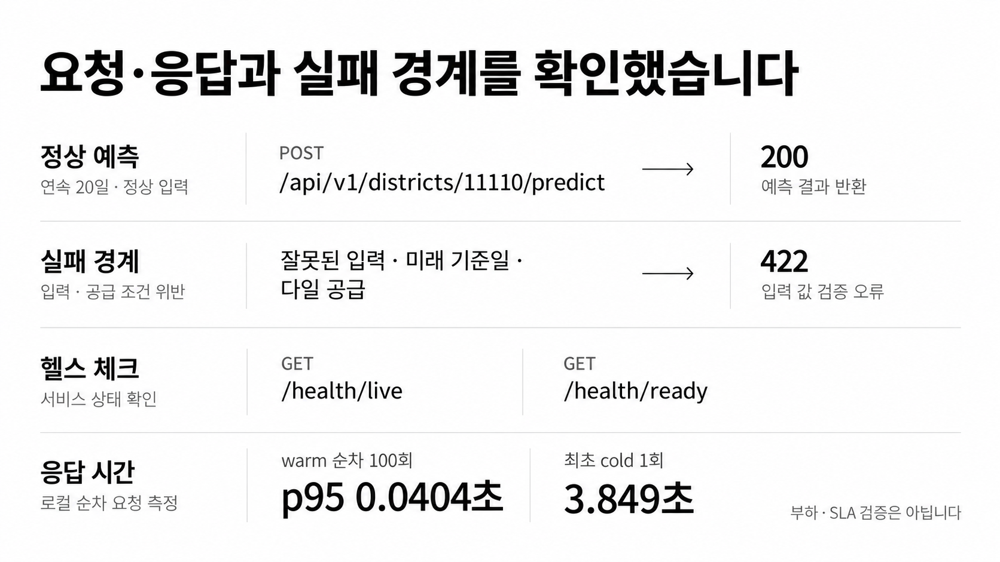 요청·응답과 실패 경계를 확인했습니다
정상 예측
연속 20일 · 정상 입력
POST
/api/v1/districts/11110/predict
200
예측 결과 반환
실패 경계
입력 · 공급 조건 위반
잘못된 입력 · 미래 기준일 ·
다일 공급
422
입력 값 검증 오류
헬스 체크
서비스 상태 확인
GET
/health/live
GET
/health/ready
응답 시간
로컬 순차 요청 측정
warm 순차 100회
p95 0.0404초
최초 cold 1회
3.849초
부하 · SLA 검증은 아닙니다